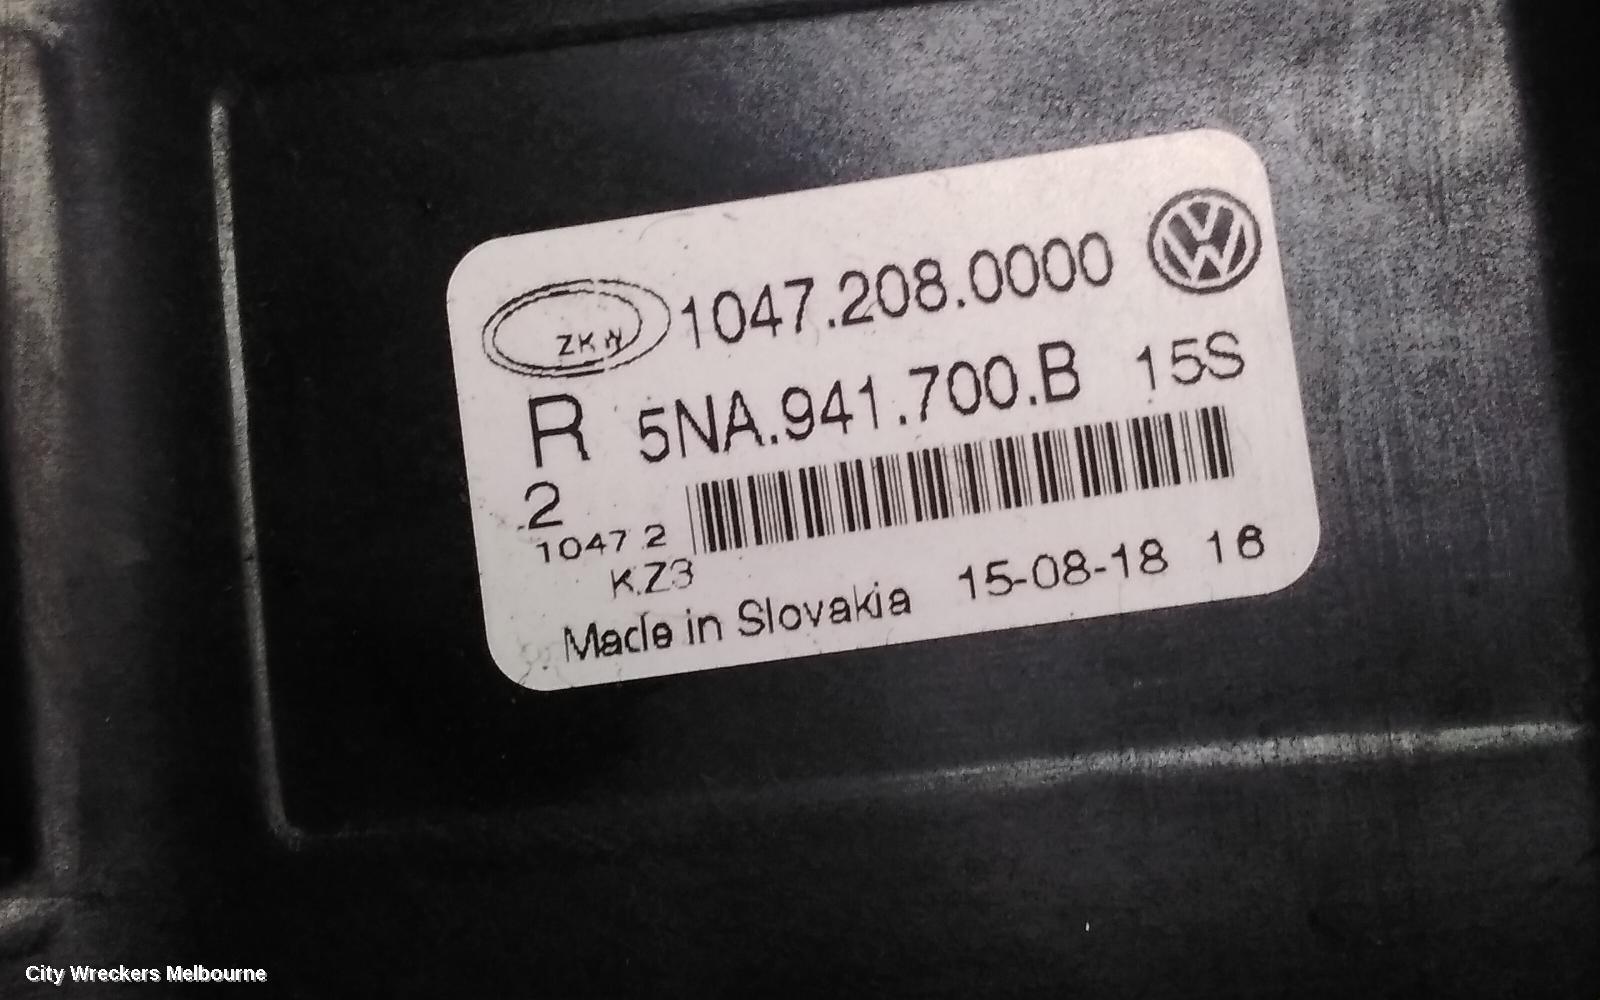 ZKW 1047.208.0000
R 5NA.941.700.B 15S
2
1047 2
KZ3
Made in Slovakia 15-08-18 16
City Wreckers Melbourne